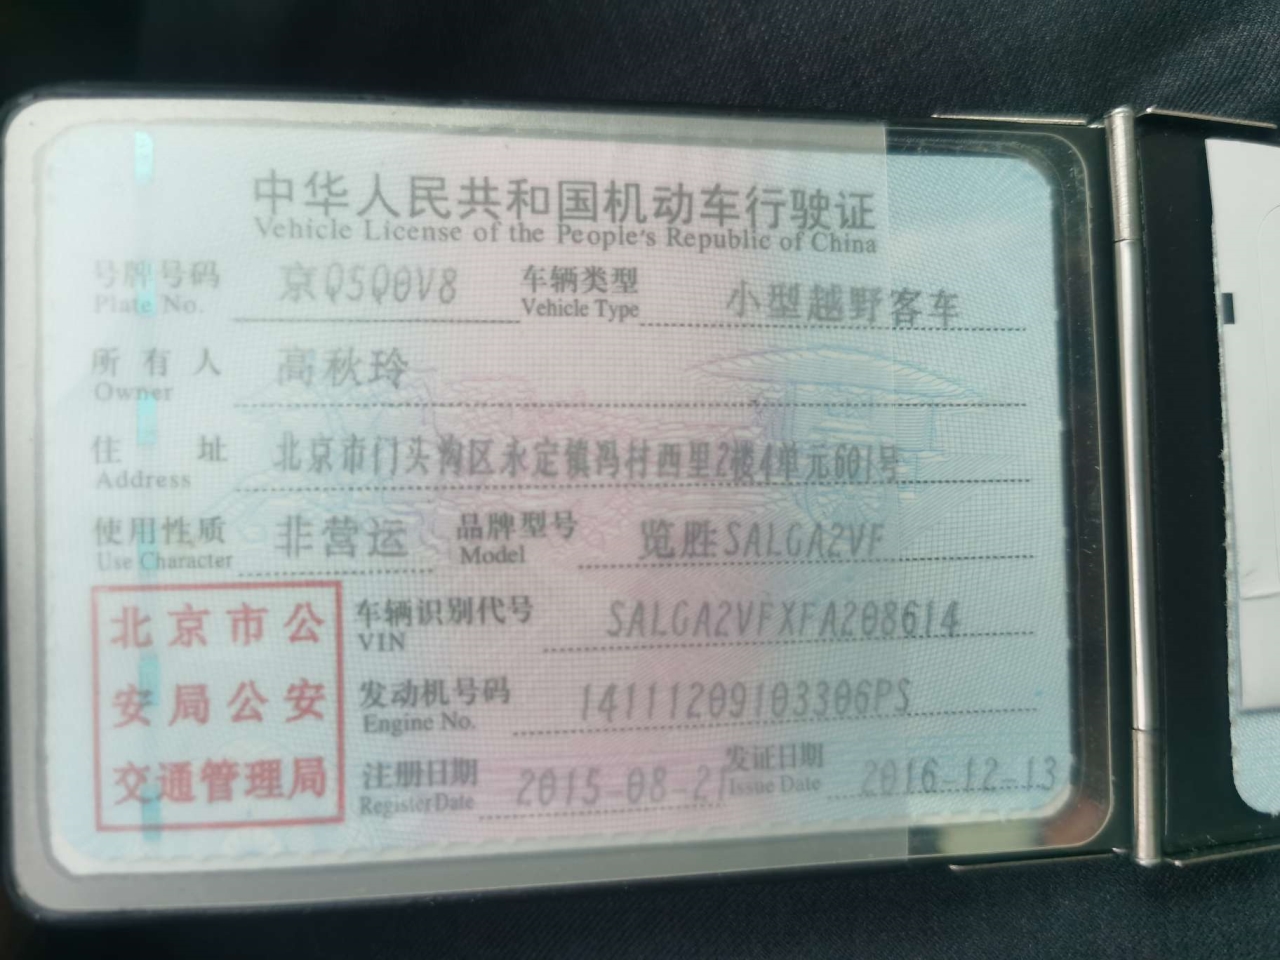 中华人民共和国机动车行驶证
Vehicle License of the People's Republic of China
号牌号码 京Q5Q0V8 车辆类型 小型越野客车
Plate No. Vehicle Type
所有人 高秋玲
Owner
住址 北京市门头沟区永定镇冯村西里2楼4单元601号
Address
使用性质 非营运 品牌型号 览胜SALGA2VF
Use Character Model
北京市公 车辆识别代号 SALGA2VFXFA208614
VIN
安局公安 发动机号码 14111209103306PS
Engine No.
交通管理局 注册日期 2015-08-21 发证日期 2016-12-13
Register Date Issue Date